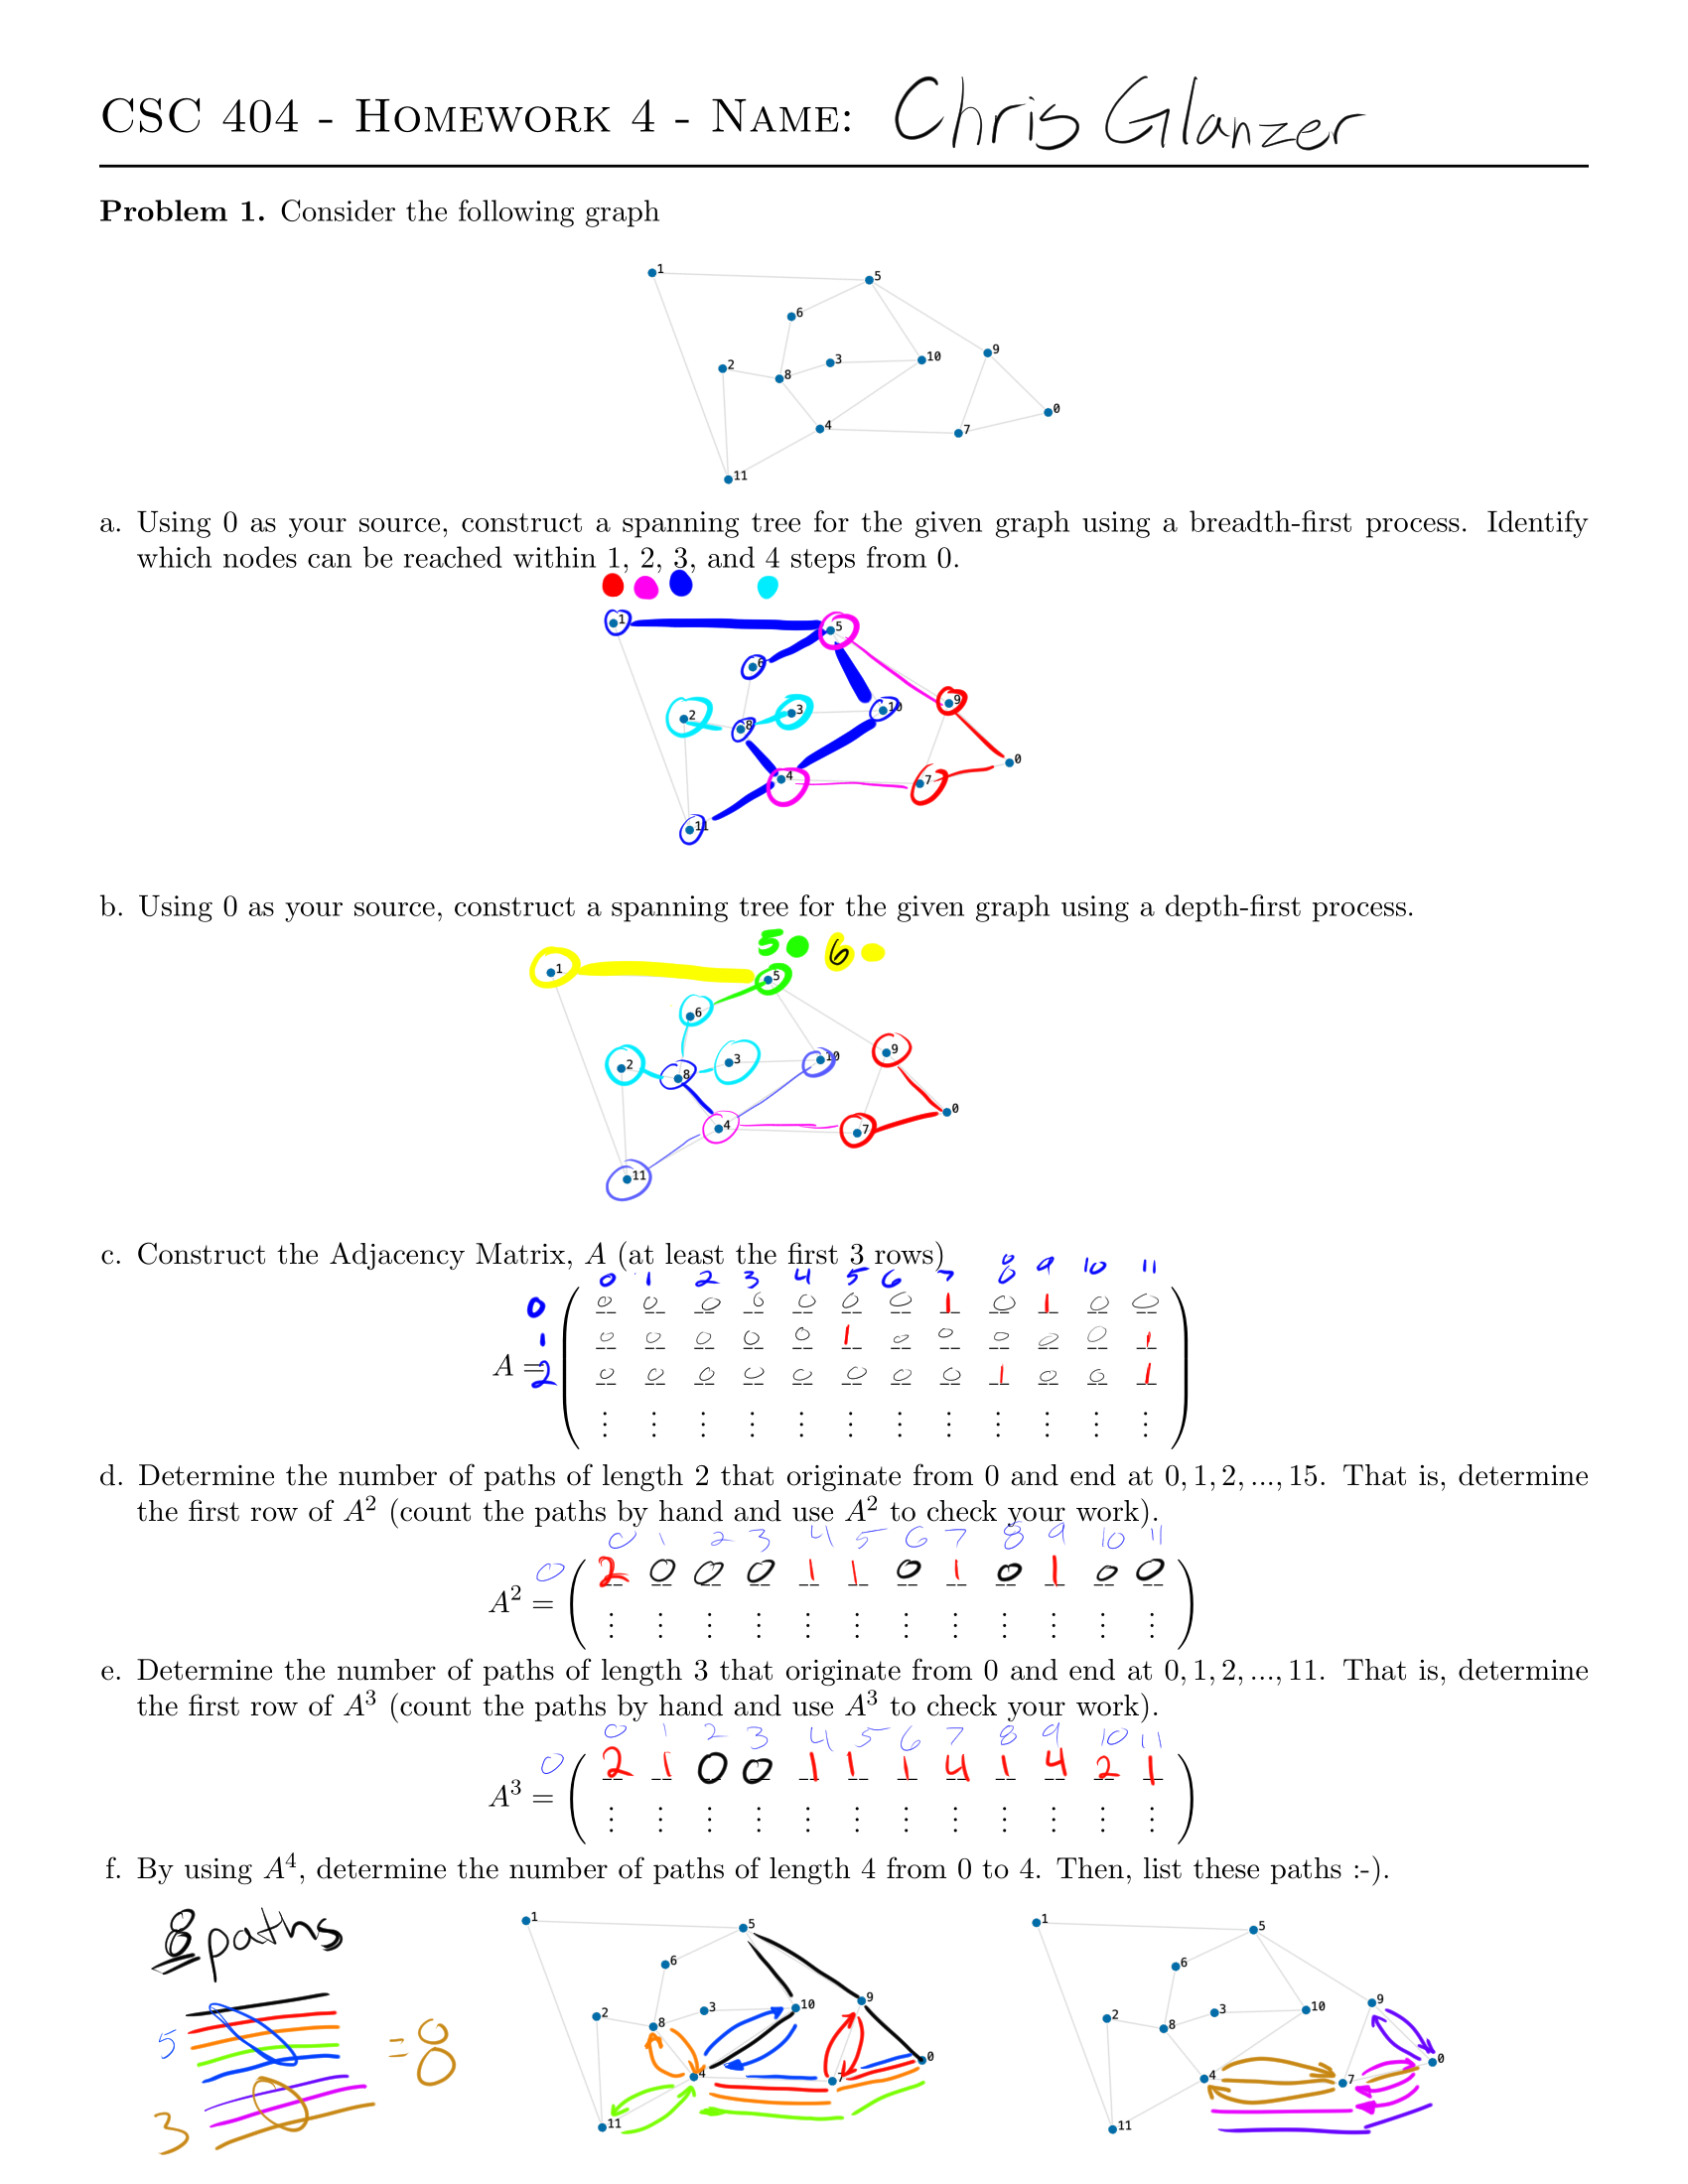 CSC 404 - Homework 4 - Name: Chris Glanzer
Problem 1. Consider the following graph
1
5
6
9
2
3
10
8
0
4
7
11
a. Using 0 as your source, construct a spanning tree for the given graph using a breadth-first process. Identify
which nodes can be reached within 1, 2, 3, and 4 steps from 0.
1
5
6
9
2
3
10
8
0
4
7
11
b. Using 0 as your source, construct a spanning tree for the given graph using a depth-first process.
5 6
1
5
6
9
2
3
10
8
0
4
7
11
c. Construct the Adjacency Matrix, A (at least the first 3 rows)
0 1 2 3 4 5 6 7 8 9 10 11
0 0 0 0 0 0 0 0 1 0 1 0 0
1 0 0 0 0 0 1 0 0 0 0 0 1
A = 2 0 0 0 0 0 0 0 0 1 0 0 1
⋮ ⋮ ⋮ ⋮ ⋮ ⋮ ⋮ ⋮ ⋮ ⋮ ⋮ ⋮
d. Determine the number of paths of length 2 that originate from 0 and end at 0, 1, 2, ..., 15. That is, determine
the first row of A² (count the paths by hand and use A² to check your work).
0 1 2 3 4 5 6 7 8 9 10 11
0 2 0 0 0 1 1 0 1 0 1 0 0
A² =
⋮ ⋮ ⋮ ⋮ ⋮ ⋮ ⋮ ⋮ ⋮ ⋮ ⋮ ⋮
e. Determine the number of paths of length 3 that originate from 0 and end at 0, 1, 2, ..., 11. That is, determine
the first row of A³ (count the paths by hand and use A³ to check your work).
0 1 2 3 4 5 6 7 8 9 10 11
0 2 1 0 0 1 1 1 4 1 4 2 1
A³ =
⋮ ⋮ ⋮ ⋮ ⋮ ⋮ ⋮ ⋮ ⋮ ⋮ ⋮ ⋮
f. By using A⁴, determine the number of paths of length 4 from 0 to 4. Then, list these paths :-).
8 paths
5
3
= 8
1
5
6
9
2
3
10
8
0
4
7
11
1
5
6
9
2
3
10
8
0
4
7
11